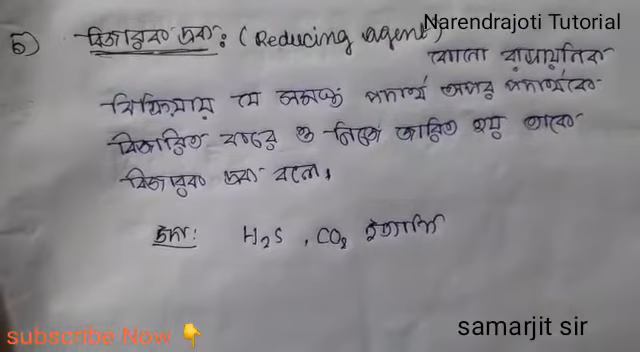 Narendrajoti Tutorial
৮) বিজারক দ্রব্য : (Reducing agent)
কোনো রাসায়নিক
বিক্রিয়ায় যে সমস্ত পদার্থ অপর পদার্থকে
বিজারিত করে ও নিজে জারিত হয় তাকে
বিজারক দ্রব্য বলে।
উদা: H₂S , CO₂ ইত্যাদি
subscribe Now 👇
samarjit sir